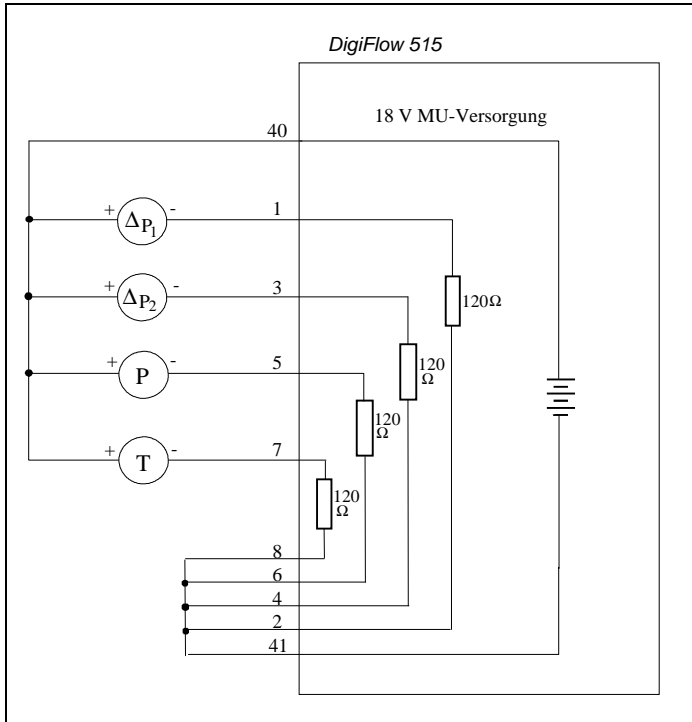 DigiFlow 515
18 V MU-Versorgung
40
+ ΔP1 - 1
120Ω
+ ΔP2 - 3
120
Ω
+ P - 5
120
Ω
+ T - 7
120
Ω
8
6
4
2
41